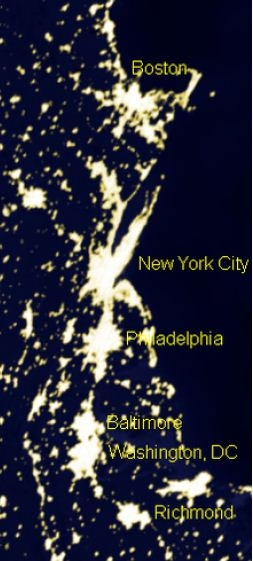 Boston
New York City
Philadelphia
Baltimore
Washington, DC
Richmond